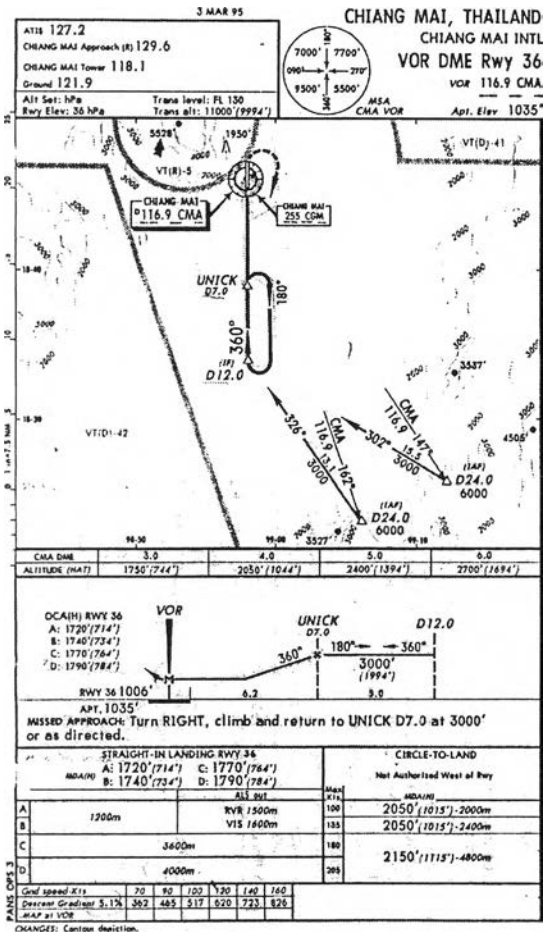 3 MAR 95
CHIANG MAI, THAILAND
CHIANG MAI INTL
VOR DME Rwy 36
VOR 116.9 CMA
Apt. Elev 1035'
ATIS 127.2
CHIANG MAI Approach (R) 129.6
CHIANG MAI Tower 118.1
Ground 121.9
Alt Set: hPa
Rwy Elev: 36 hPa
Trans level: FL 130
Trans alt: 11000'(9994')
180°
7000' 7700'
090° 270°
9500' 5500'
360°
MSA
CMA VOR
5528'
1950'
3000
VT(R)-5
VT(D)-41
CHIANG MAI
D116.9 CMA
CHIANG MAI
255 CGM
UNICK
D7.0
180°
360°
(IF)
D12.0
18-40
18-30
VT(D)-42
3537'
4505'
326°
CMA
116.9 162°
13.1
3000
302°
CMA
116.9 147°
15.5
3000
(IAF)
D24.0
6000
(IAF)
D24.0
6000
3527'
98-50
99-00
99-10
CMA DME 3.0 4.0 5.0 6.0
ALTITUDE (HAT) 1750'(744') 2050'(1044') 2400'(1394') 2700'(1694')
OCA(H) RWY 36
A: 1720'(714')
B: 1740'(734')
C: 1770'(764')
D: 1790'(784')
VOR
UNICK
D7.0
D12.0
360°
180° 360°
3000'
(1994')
M
RWY 36 1006'
6.2
5.0
APT. 1035'
MISSED APPROACH: Turn RIGHT, climb and return to UNICK D7.0 at 3000'
or as directed.
STRAIGHT-IN LANDING RWY 36
MDA(H)
A: 1720'(714') C: 1770'(764')
B: 1740'(734') D: 1790'(784')
ALS out
CIRCLE-TO-LAND
Not Authorized West of Rwy
Max Kts
MDA(H)
A 1200m RVR 1500m 100 2050'(1015')-2000m
B VIS 1600m 135 2050'(1015')-2400m
C 3600m 180 2150'(1115')-4800m
D 4000m 205
Gnd speed-Kts 70 90 100 120 140 160
Descent Gradient 5.1% 362 465 517 620 723 826
MAP at VOR
PANS OPS 3
CHANGES: Contour depiction.